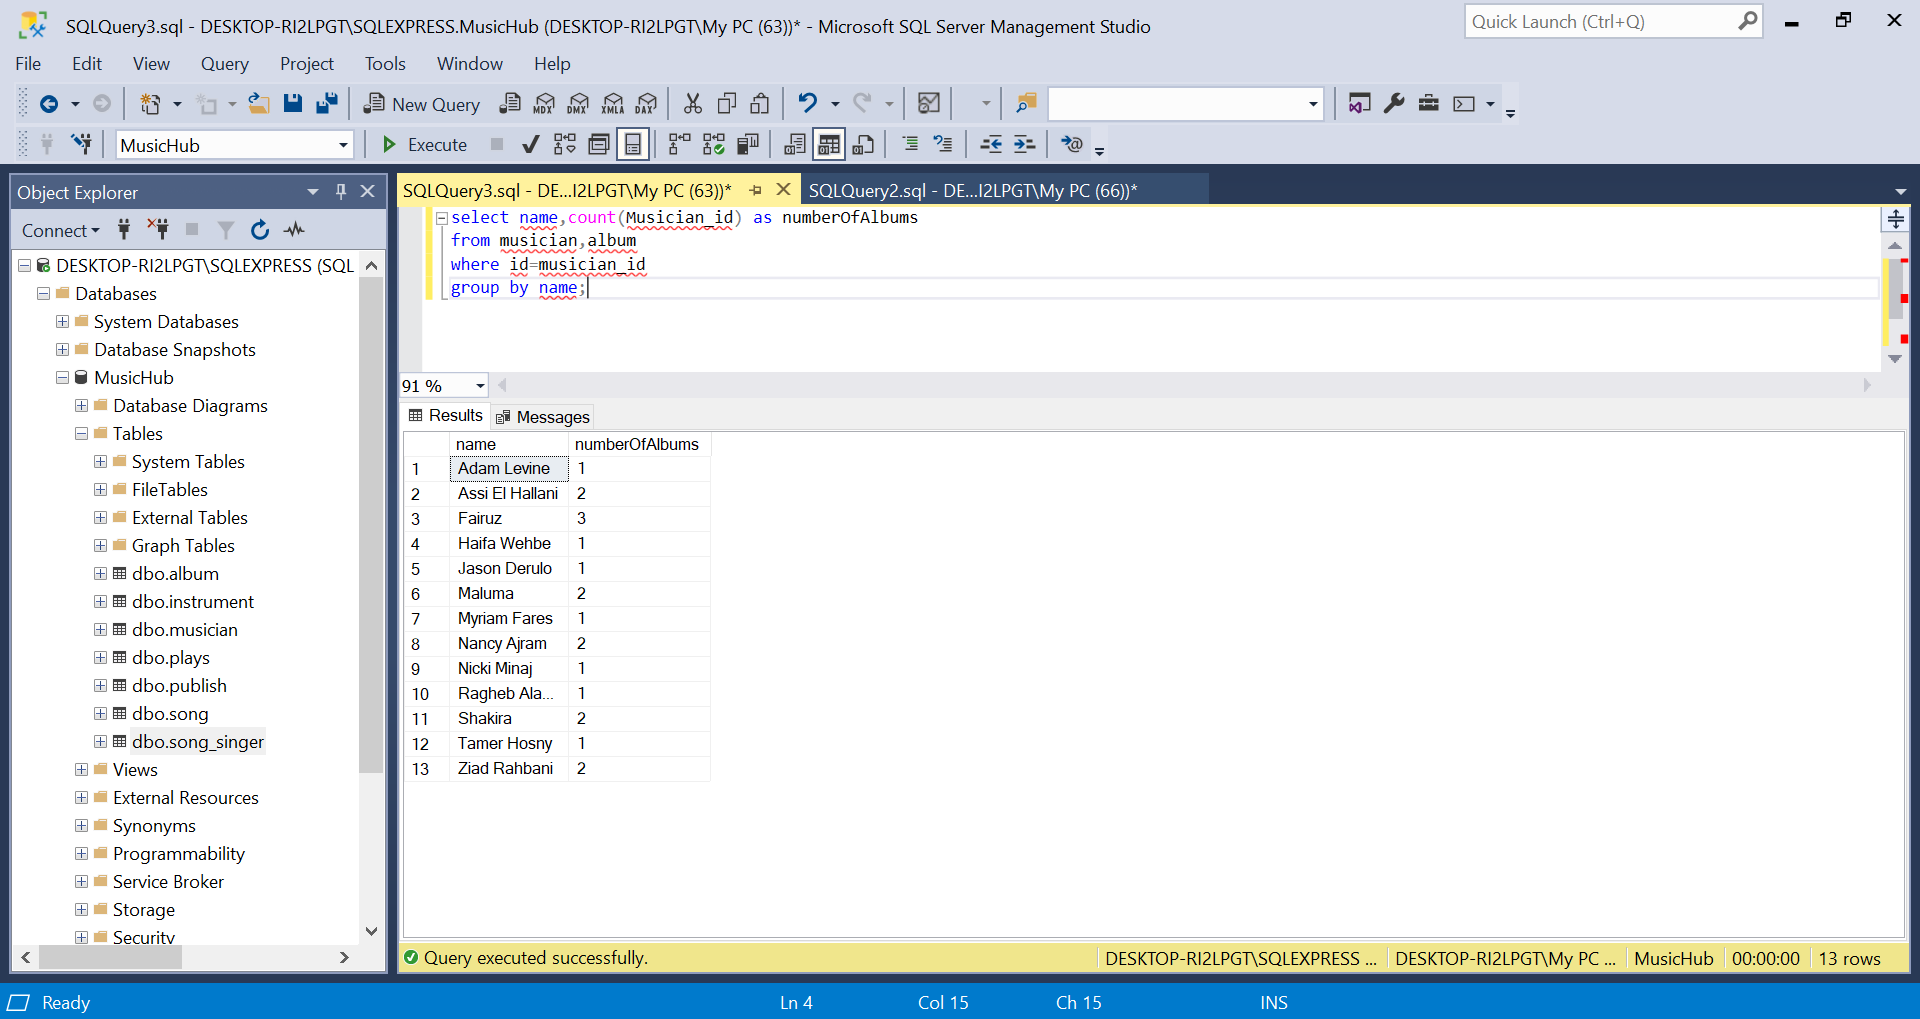 SQLQuery3.sql - DESKTOP-RI2LPGT\SQLEXPRESS.MusicHub (DESKTOP-RI2LPGT\My PC (63))* - Microsoft SQL Server Management Studio
Quick Launch (Ctrl+Q)
File Edit View Query Project Tools Window Help
New Query MDX DMX XMLA DAX
MusicHub Execute
Object Explorer
Connect
DESKTOP-RI2LPGT\SQLEXPRESS (SQL
Databases
System Databases
Database Snapshots
MusicHub
Database Diagrams
Tables
System Tables
FileTables
External Tables
Graph Tables
dbo.album
dbo.instrument
dbo.musician
dbo.plays
dbo.publish
dbo.song
dbo.song_singer
Views
External Resources
Synonyms
Programmability
Service Broker
Storage
Security
SQLQuery3.sql - DE...I2LPGT\My PC (63))* SQLQuery2.sql - DE...I2LPGT\My PC (66))*
select name,count(Musician_id) as numberOfAlbums
from musician,album
where id=musician_id
group by name;
91 %
Results Messages
name numberOfAlbums
1 Adam Levine 1
2 Assi El Hallani 2
3 Fairuz 3
4 Haifa Wehbe 1
5 Jason Derulo 1
6 Maluma 2
7 Myriam Fares 1
8 Nancy Ajram 2
9 Nicki Minaj 1
10 Ragheb Ala... 1
11 Shakira 2
12 Tamer Hosny 1
13 Ziad Rahbani 2
Query executed successfully. DESKTOP-RI2LPGT\SQLEXPRESS ... DESKTOP-RI2LPGT\My PC ... MusicHub 00:00:00 13 rows
Ready Ln 4 Col 15 Ch 15 INS